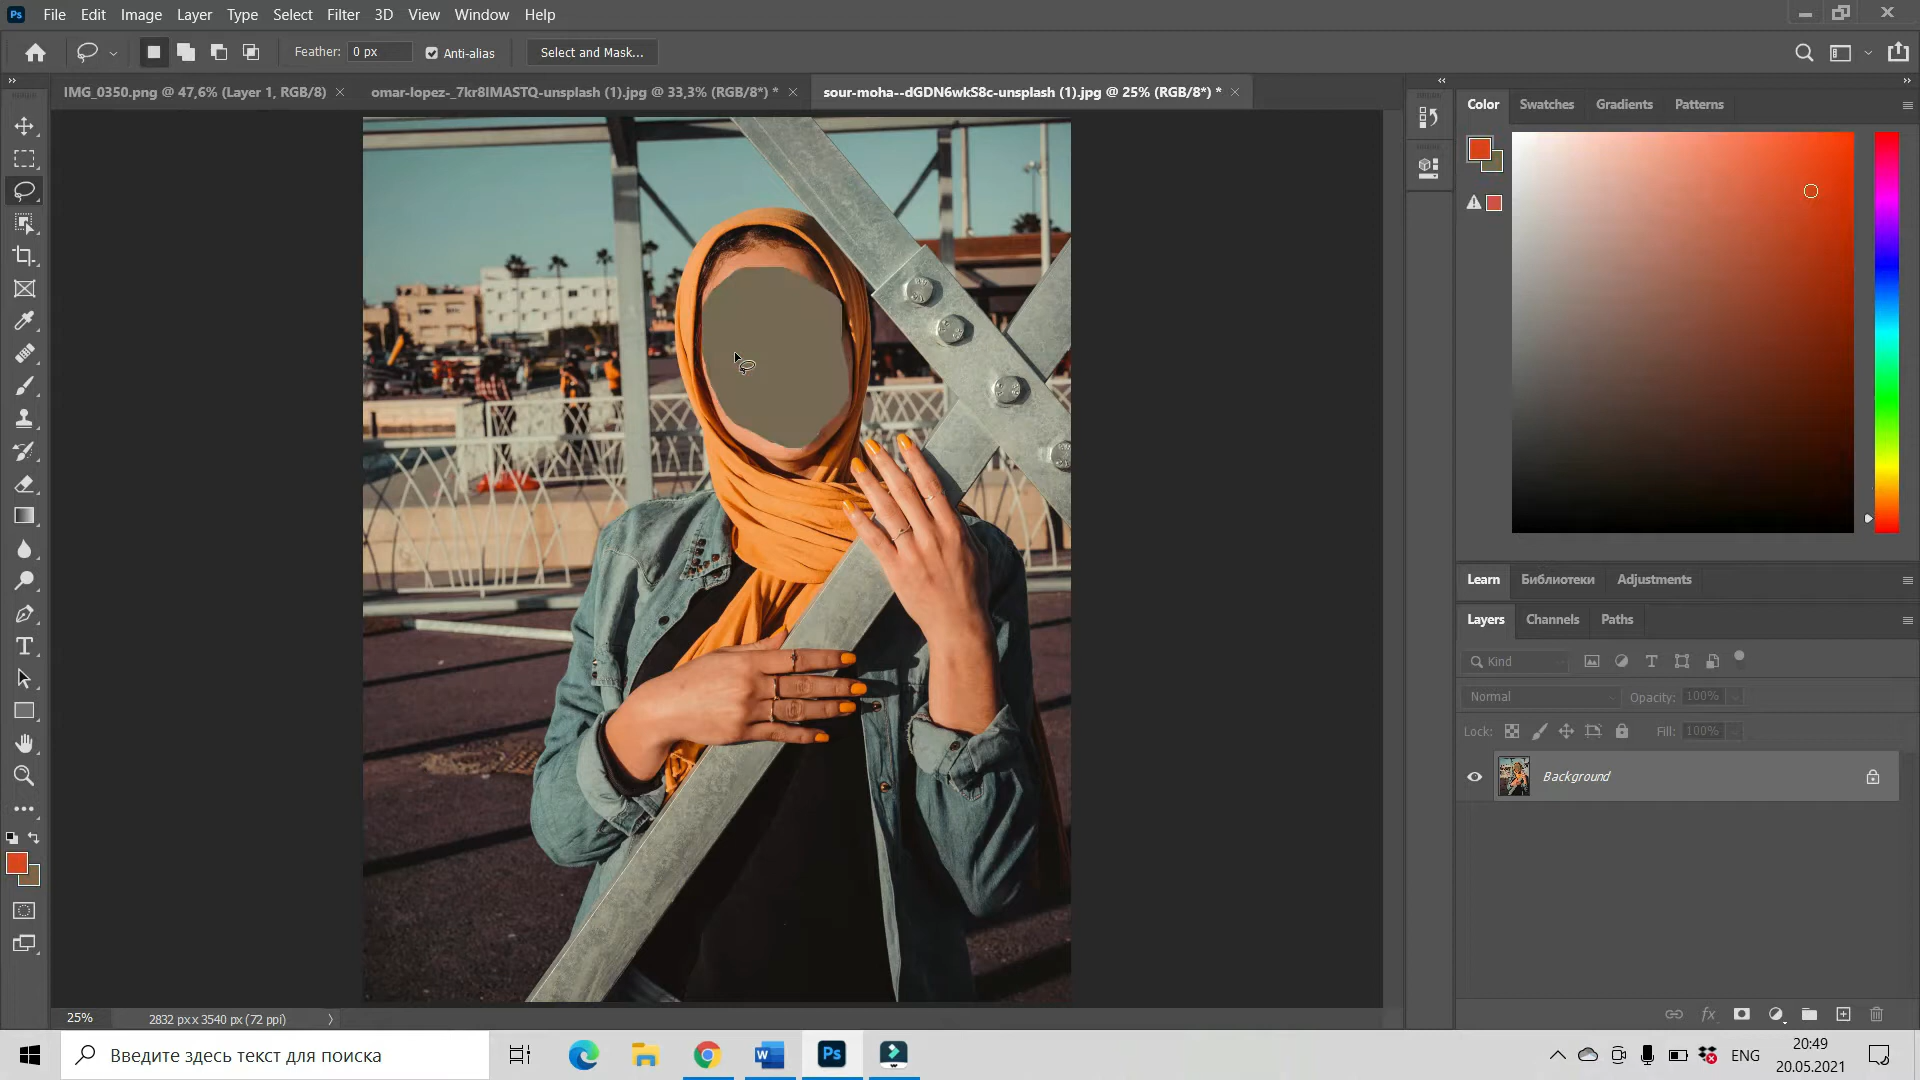 Ps File Edit Image Layer Type Select Filter 3D View Window Help
Feather: 0 px Anti-alias Select and Mask...
IMG_0350.png @ 47,6% (Layer 1, RGB/8) omar-lopez-_7kr8IMASTQ-unsplash (1).jpg @ 33,3% (RGB/8*) * sour-moha--dGDN6wkS8c-unsplash (1).jpg @ 25% (RGB/8*) *
Color Swatches Gradients Patterns
Learn Библиотеки Adjustments
Layers Channels Paths
Kind
Normal Opacity: 100%
Lock: Fill: 100%
Background
fx
25% 2832 px x 3540 px (72 ppi)
Введите здесь текст для поиска
W Ps ENG
20:49
20.05.2021